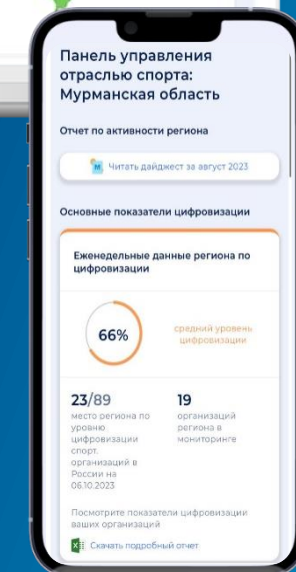 Панель управления
отраслью спорта:
Мурманская область
Отчет по активности региона
Читать дайджест за август 2023
Основные показатели цифровизации
Еженедельные данные региона по
цифровизации
66%
средний уровень
цифровизации
23/89
место региона по
уровню
цифровизации
спорт.
организаций в
России на
06.10.2023
19
организаций
региона в
мониторинге
Посмотрите показатели цифровизации
ваших организаций
Скачать подробный отчет